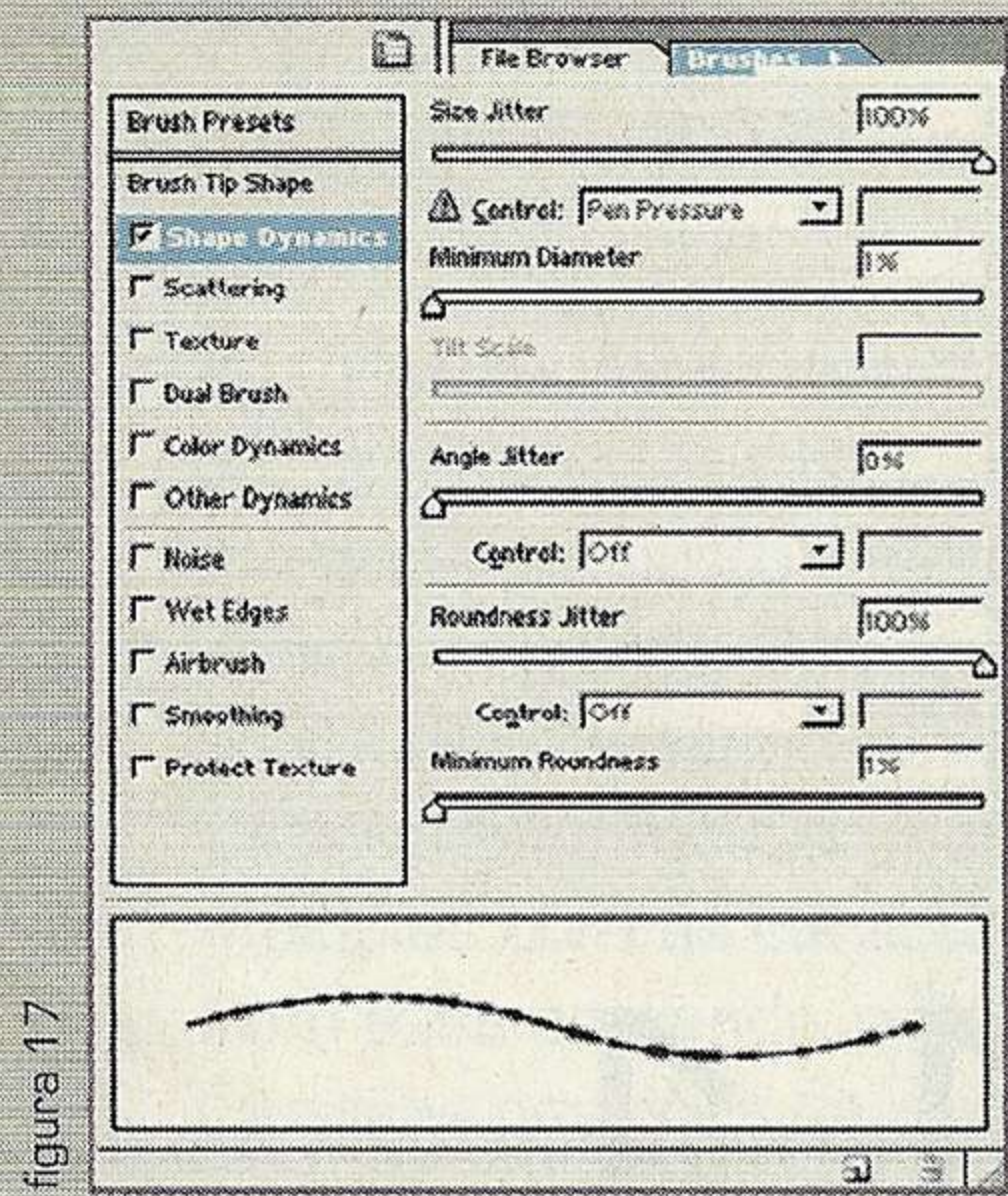 File Browser
Brushes
Brush Presets
Brush Tip Shape
Shape Dynamics
Scattering
Texture
Dual Brush
Color Dynamics
Other Dynamics
Noise
Wet Edges
Airbrush
Smoothing
Protect Texture
Size Jitter 100%
Control: Pen Pressure
Minimum Diameter 1%
Tilt Scale
Angle Jitter 0%
Control: Off
Roundness Jitter 100%
Control: Off
Minimum Roundness 1%
figura 17